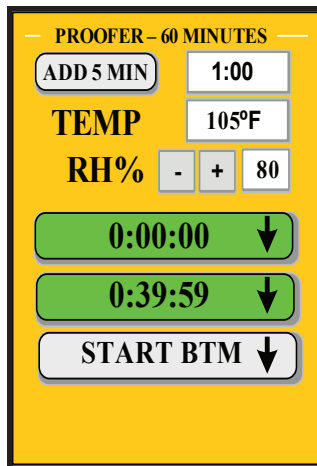 PROOFER – 60 MINUTES
ADD 5 MIN 1:00
TEMP 105ºF
RH% - + 80
0:00:00
0:39:59
START BTM